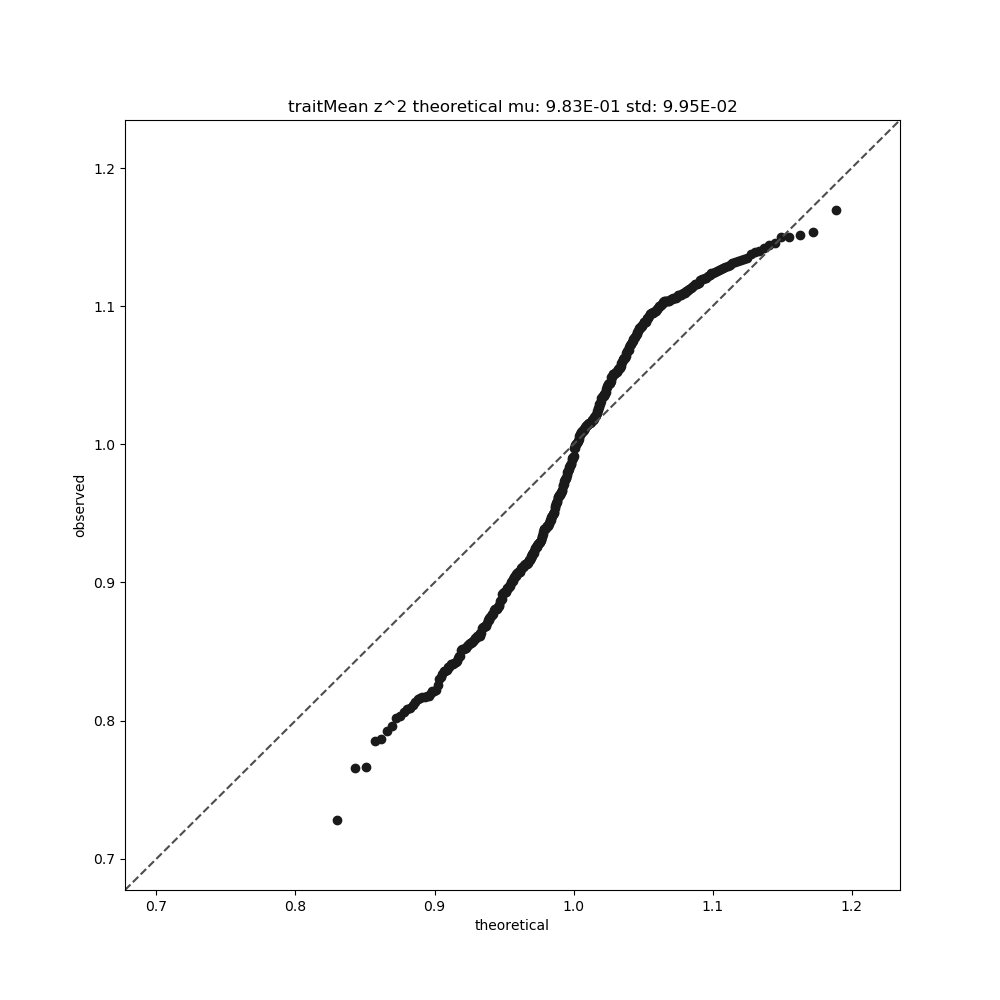 traitMean z^2 theoretical mu: 9.83E-01 std: 9.95E-02
1.2
1.1
1.0
0.9
0.8
0.7
observed
0.7 0.8 0.9 1.0 1.1 1.2
theoretical